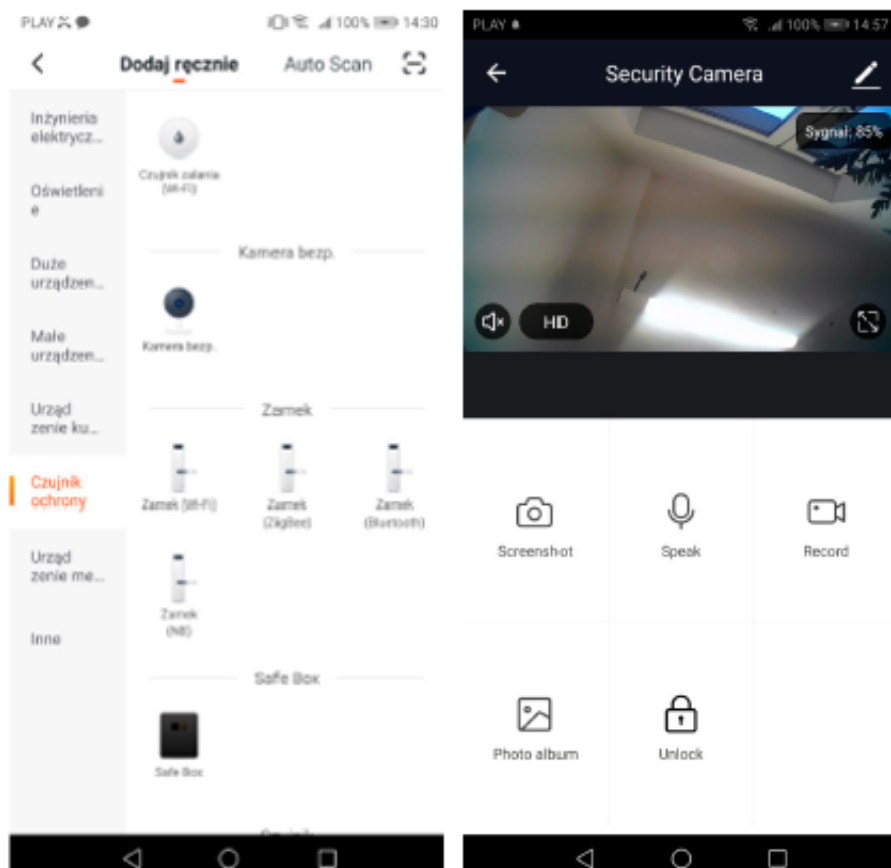 PLAY
100% 14:30
Dodaj ręcznie
Auto Scan
Inżynieria
elektrycz...
Oświetleni
e
Duże
urządzen...
Małe
urządzen...
Urząd
zenie ku...
Czujnik
ochrony
Urząd
zenie me...
Inne
Czujnik zalania
(Wi-Fi)
Kamera bezp.
Kamera bezp.
Zamek
Zamek (Wi-Fi)
Zamek
(ZigBee)
Zamek
(Bluetooth)
Zamek
(NB)
Safe Box
Safe Box
PLAY
100% 14:57
Security Camera
Sygnal: 85%
HD
Screenshot
Speak
Record
Photo album
Unlock